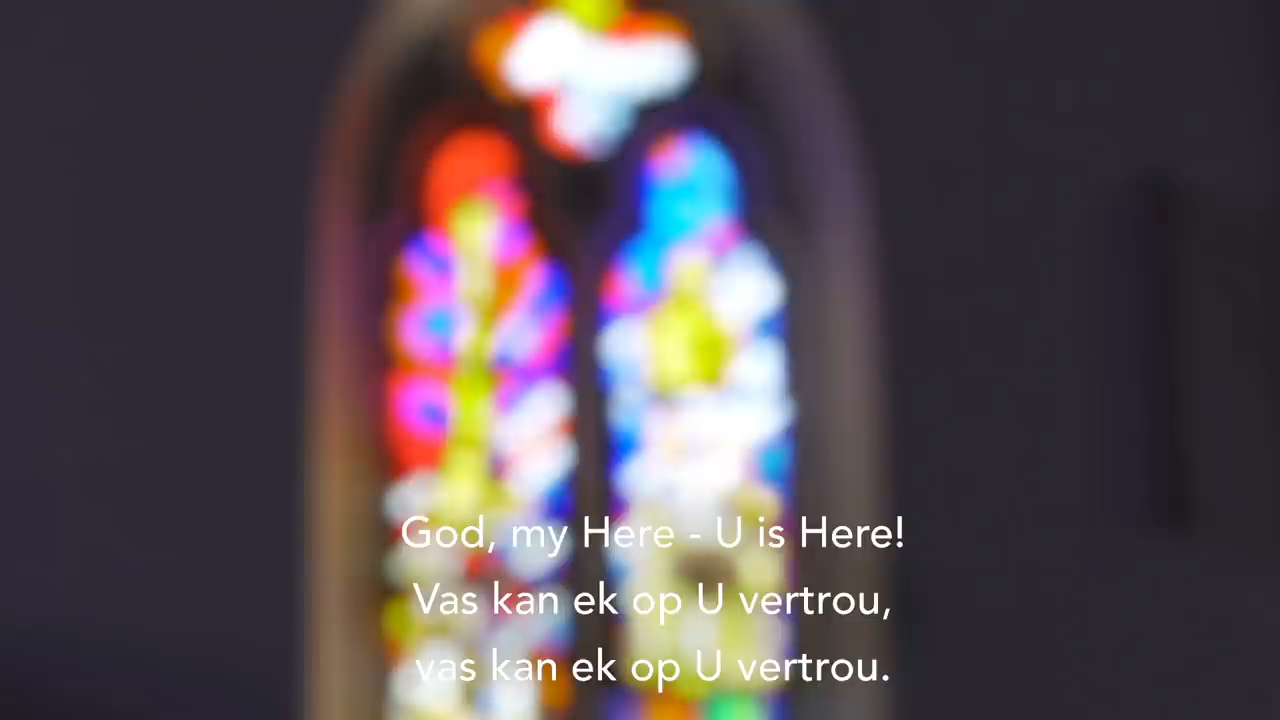 God, my Here - U is Here!
Vas kan ek op U vertrou,
vas kan ek op U vertrou.